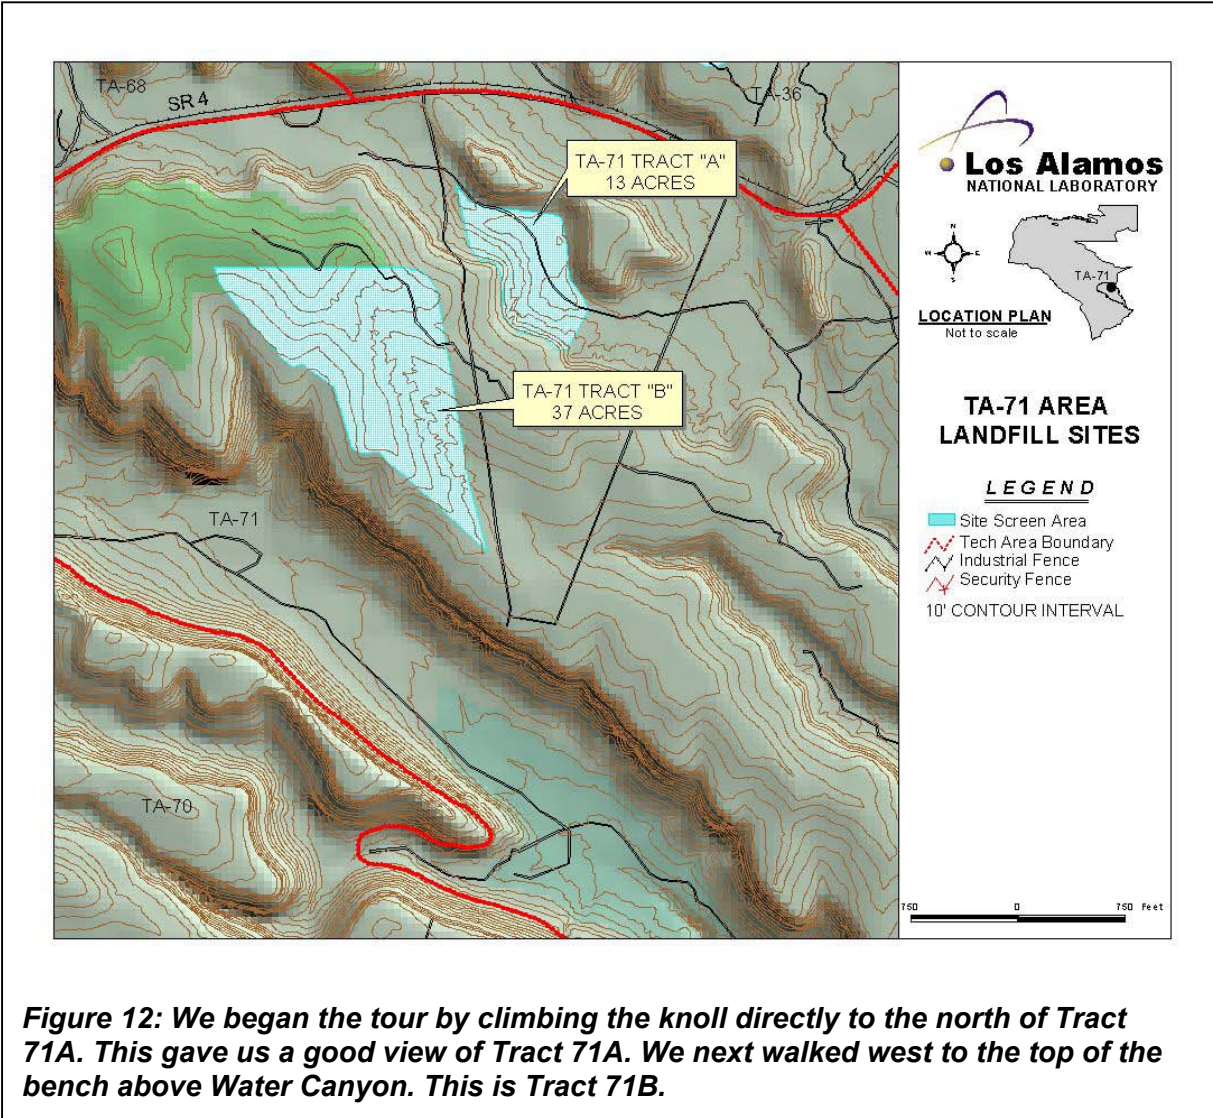 TA-68
SR 4
TA-36
TA-71 TRACT "A"
13 ACRES
TA-71 TRACT "B"
37 ACRES
TA-71
TA-70
Los Alamos
NATIONAL LABORATORY
N
W E
S
TA-71
LOCATION PLAN
Not to scale
TA-71 AREA
LANDFILL SITES
LEGEND
Site Screen Area
Tech Area Boundary
Industrial Fence
Security Fence
10' CONTOUR INTERVAL
750 0 750 Feet
Figure 12: We began the tour by climbing the knoll directly to the north of Tract
71A. This gave us a good view of Tract 71A. We next walked west to the top of the
bench above Water Canyon. This is Tract 71B.